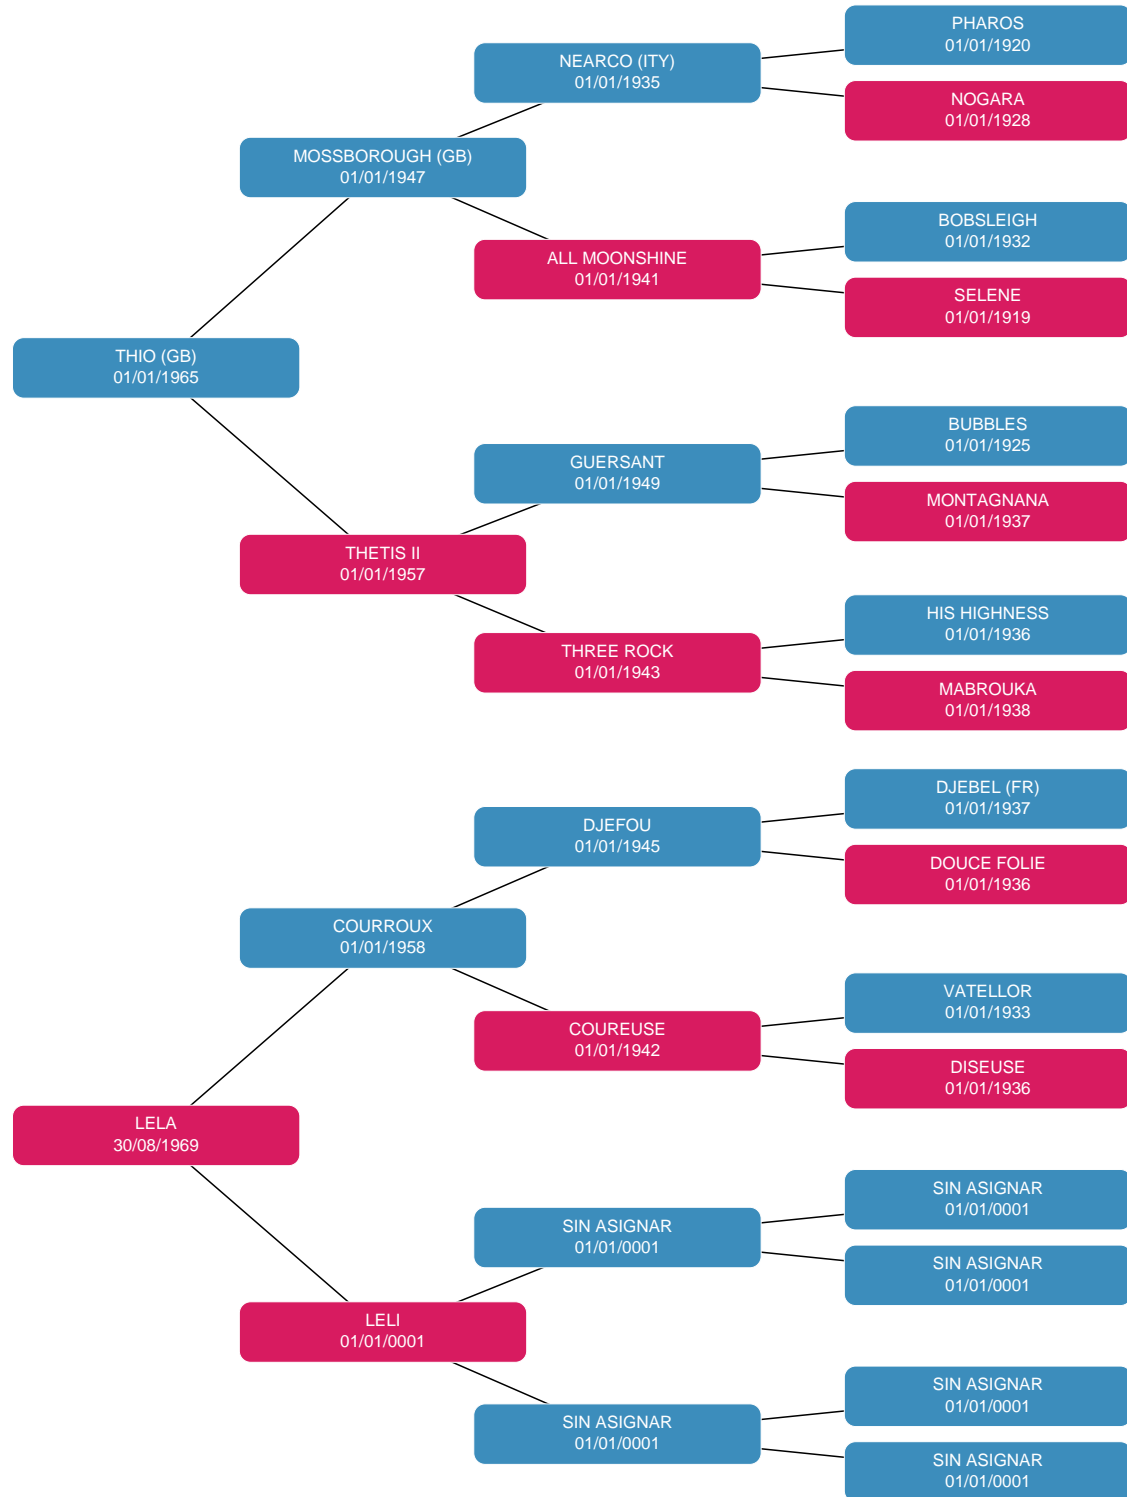 PHAROS
01/01/1920
NEARCO (ITY)
01/01/1935
NOGARA
01/01/1928
MOSSBOROUGH (GB)
01/01/1947
BOBSLEIGH
01/01/1932
ALL MOONSHINE
01/01/1941
SELENE
01/01/1919
THIO (GB)
01/01/1965
BUBBLES
01/01/1925
GUERSANT
01/01/1949
MONTAGNANA
01/01/1937
THETIS II
01/01/1957
HIS HIGHNESS
01/01/1936
THREE ROCK
01/01/1943
MABROUKA
01/01/1938
DJEBEL (FR)
01/01/1937
DJEFOU
01/01/1945
DOUCE FOLIE
01/01/1936
COURROUX
01/01/1958
VATELLOR
01/01/1933
COUREUSE
01/01/1942
DISEUSE
01/01/1936
LELA
30/08/1969
SIN ASIGNAR
01/01/0001
SIN ASIGNAR
01/01/0001
SIN ASIGNAR
01/01/0001
LELI
01/01/0001
SIN ASIGNAR
01/01/0001
SIN ASIGNAR
01/01/0001
SIN ASIGNAR
01/01/0001